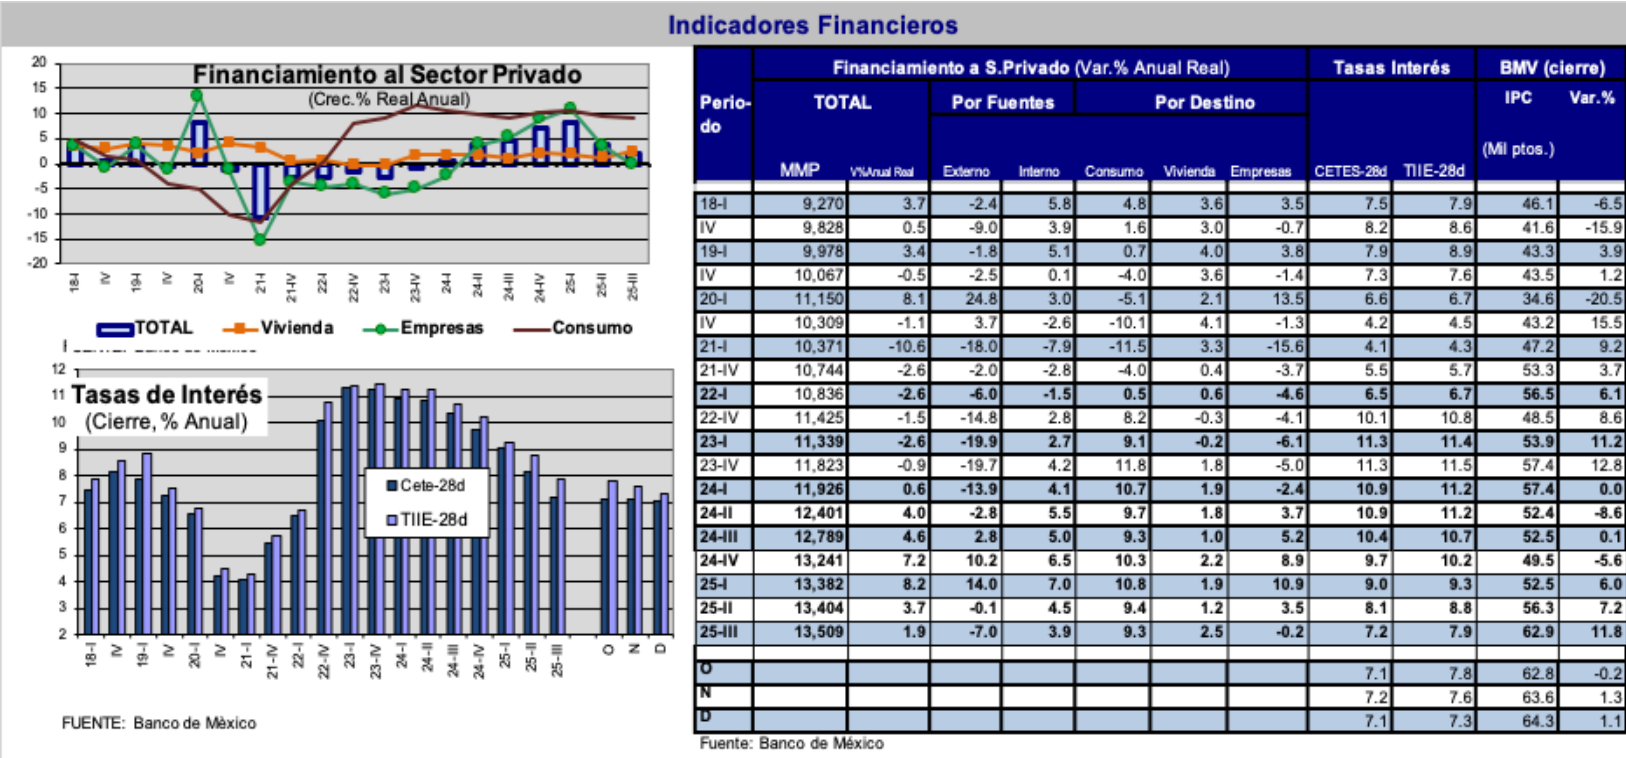 Indicadores Financieros
Financiamiento al Sector Privado
(Crec.% Real Anual)
20
15
10
5
0
-5
-10
-15
-20
18-I IV 19-I IV 20-I IV 21-I 21-IV 22-I 22-IV 23-I 23-IV 24-I 24-II 24-III 24-IV 25-I 25-II 25-III
TOTAL Vivienda Empresas Consumo
Tasas de Interés
(Cierre, % Anual)
12
11
10
9
8
7
6
5
4
3
2
Cete-28d
TIIE-28d
18-I IV 19-I IV 20-I IV 21-I 21-IV 22-I 22-IV 23-I 23-IV 24-I 24-II 24-III 24-IV 25-I 25-II 25-III O N D
FUENTE: Banco de Mèxico
Perio-do Financiamiento a S.Privado (Var.% Anual Real) Tasas Interés BMV (cierre)
TOTAL Por Fuentes Por Destino IPC Var.%
(Mil ptos.)
MMP V%Anual Real Externo Interno Consumo Vivienda Empresas CETES-28d TIIE-28d
18-I 9,270 3.7 -2.4 5.8 4.8 3.6 3.5 7.5 7.9 46.1 -6.5
IV 9,828 0.5 -9.0 3.9 1.6 3.0 -0.7 8.2 8.6 41.6 -15.9
19-I 9,978 3.4 -1.8 5.1 0.7 4.0 3.8 7.9 8.9 43.3 3.9
IV 10,067 -0.5 -2.5 0.1 -4.0 3.6 -1.4 7.3 7.6 43.5 1.2
20-I 11,150 8.1 24.8 3.0 -5.1 2.1 13.5 6.6 6.7 34.6 -20.5
IV 10,309 -1.1 3.7 -2.6 -10.1 4.1 -1.3 4.2 4.5 43.2 15.5
21-I 10,371 -10.6 -18.0 -7.9 -11.5 3.3 -15.6 4.1 4.3 47.2 9.2
21-IV 10,744 -2.6 -2.0 -2.8 -4.0 0.4 -3.7 5.5 5.7 53.3 3.7
22-I 10,836 -2.6 -6.0 -1.5 0.5 0.6 -4.6 6.5 6.7 56.5 6.1
22-IV 11,425 -1.5 -14.8 2.8 8.2 -0.3 -4.1 10.1 10.8 48.5 8.6
23-I 11,339 -2.6 -19.9 2.7 9.1 -0.2 -6.1 11.3 11.4 53.9 11.2
23-IV 11,823 -0.9 -19.7 4.2 11.8 1.8 -5.0 11.3 11.5 57.4 12.8
24-I 11,926 0.6 -13.9 4.1 10.7 1.9 -2.4 10.9 11.2 57.4 0.0
24-II 12,401 4.0 -2.8 5.5 9.7 1.8 3.7 10.9 11.2 52.4 -8.6
24-III 12,789 4.6 2.8 5.0 9.3 1.0 5.2 10.4 10.7 52.5 0.1
24-IV 13,241 7.2 10.2 6.5 10.3 2.2 8.9 9.7 10.2 49.5 -5.6
25-I 13,382 8.2 14.0 7.0 10.8 1.9 10.9 9.0 9.3 52.5 6.0
25-II 13,404 3.7 -0.1 4.5 9.4 1.2 3.5 8.1 8.8 56.3 7.2
25-III 13,509 1.9 -7.0 3.9 9.3 2.5 -0.2 7.2 7.9 62.9 11.8
O 7.1 7.8 62.8 -0.2
N 7.2 7.6 63.6 1.3
D 7.1 7.3 64.3 1.1
Fuente: Banco de México